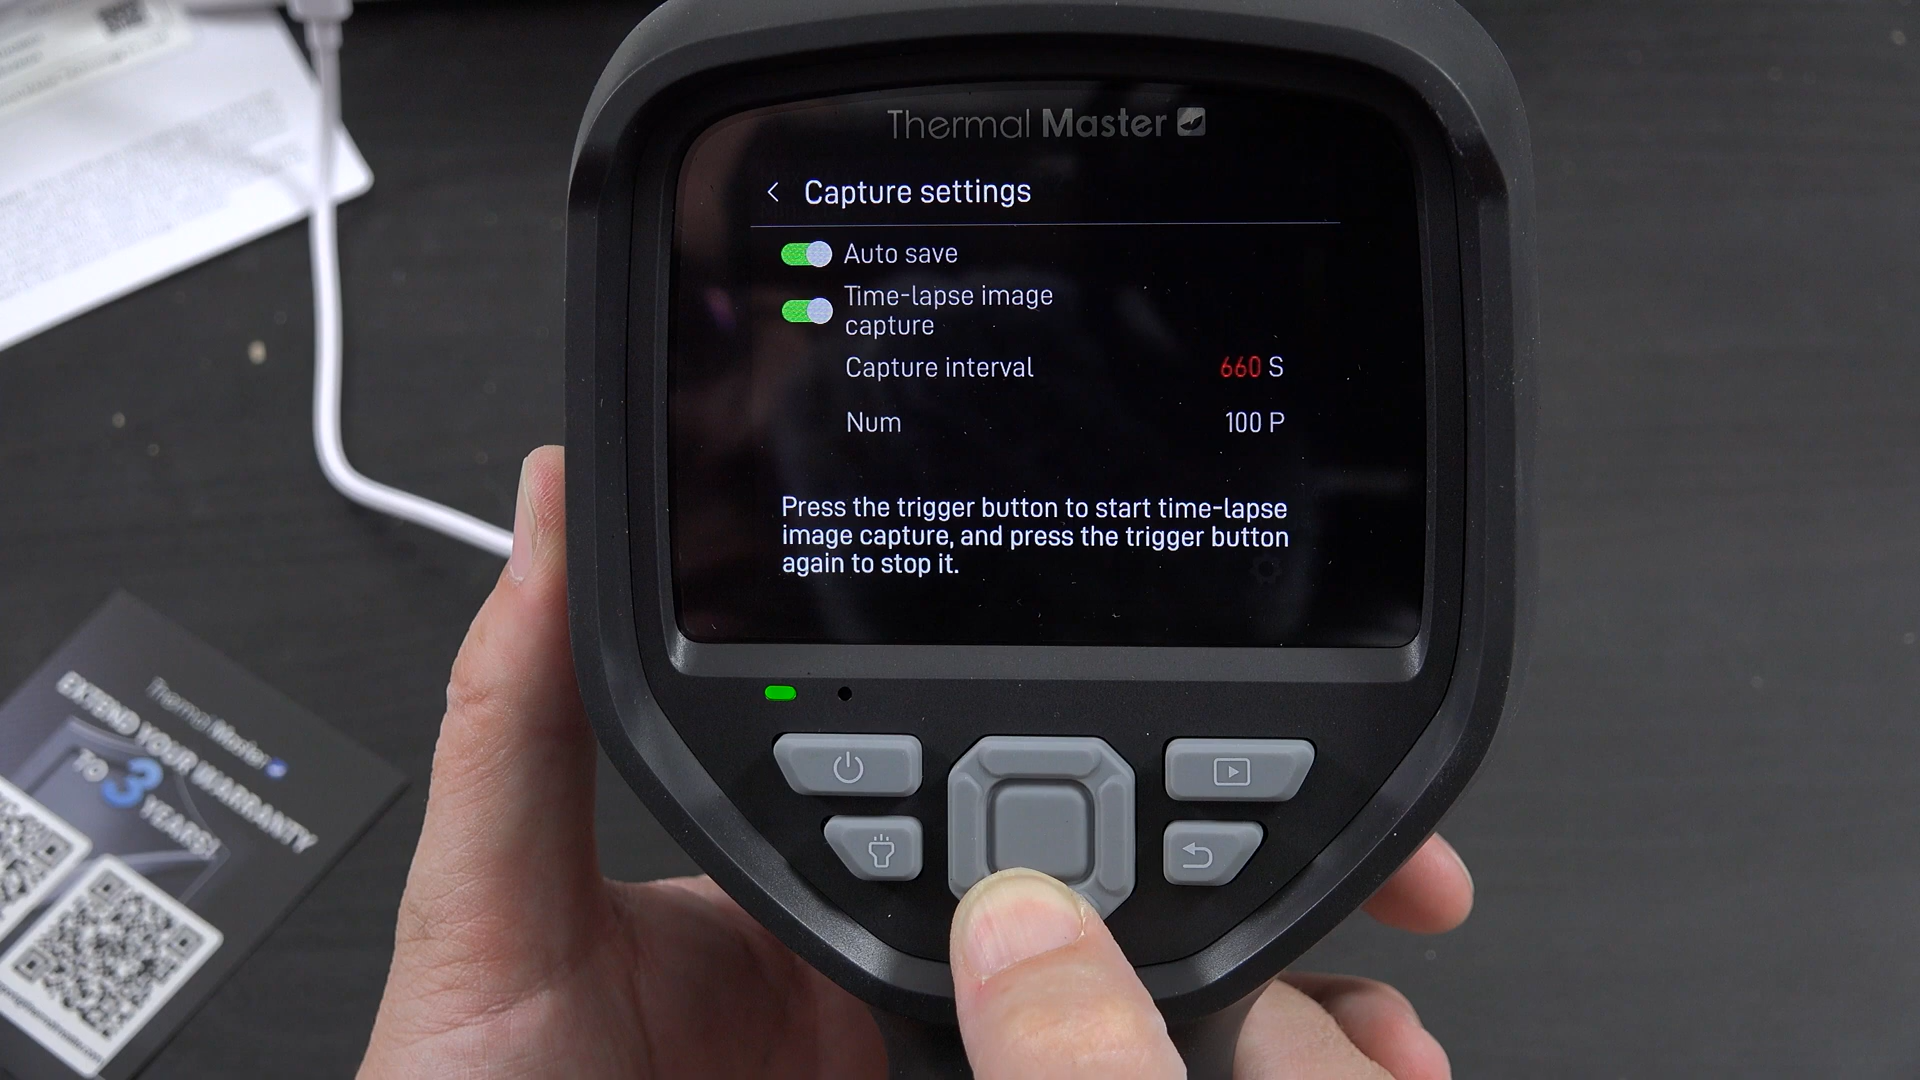 Thermal Master
Capture settings
Auto save
Time-lapse image
capture
Capture interval 660 S
Num 100 P
Press the trigger button to start time-lapse
image capture, and press the trigger button
again to stop it.
Thermal Master
EXTEND YOUR WARRANTY
TO 3 YEARS!